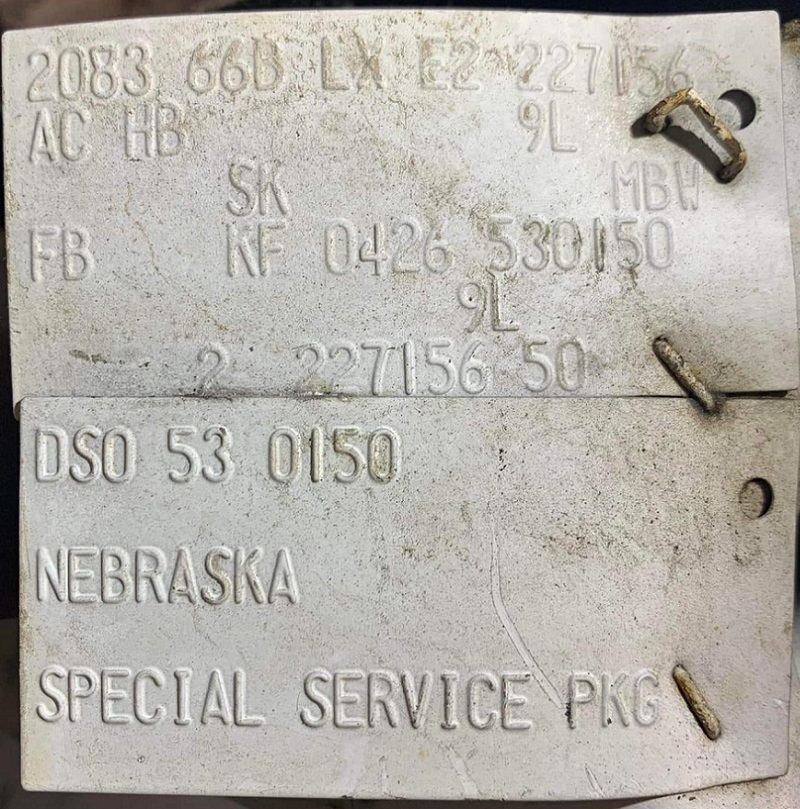 2083 66B LX E2 227156
AC HB 9L
SK MBW
FB KF 0426 530150
9L
2 227156 50
DSO 53 0150
NEBRASKA
SPECIAL SERVICE PKG